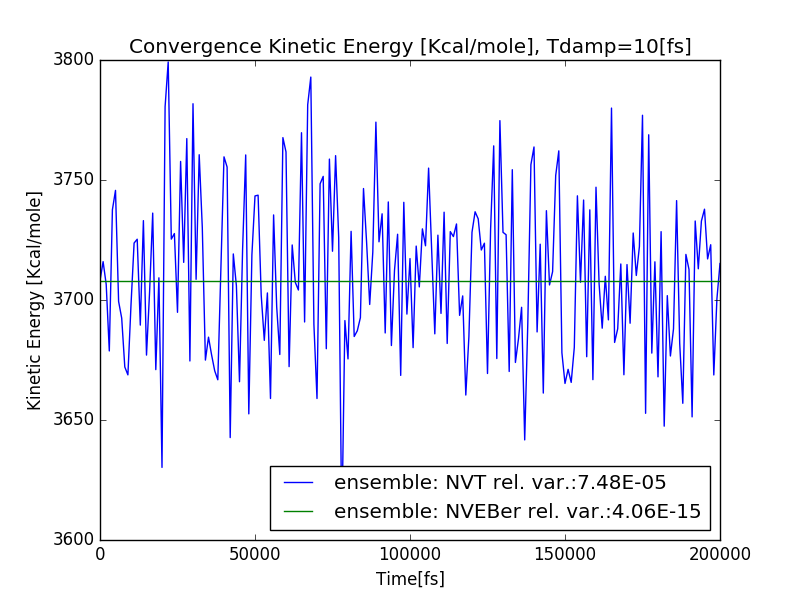 Convergence Kinetic Energy [Kcal/mole], Tdamp=10[fs]
3800
3750
3700
3650
3600
Kinetic Energy [Kcal/mole]
ensemble: NVT rel. var.:7.48E-05
ensemble: NVEBer rel. var.:4.06E-15
0
50000
100000
150000
200000
Time[fs]